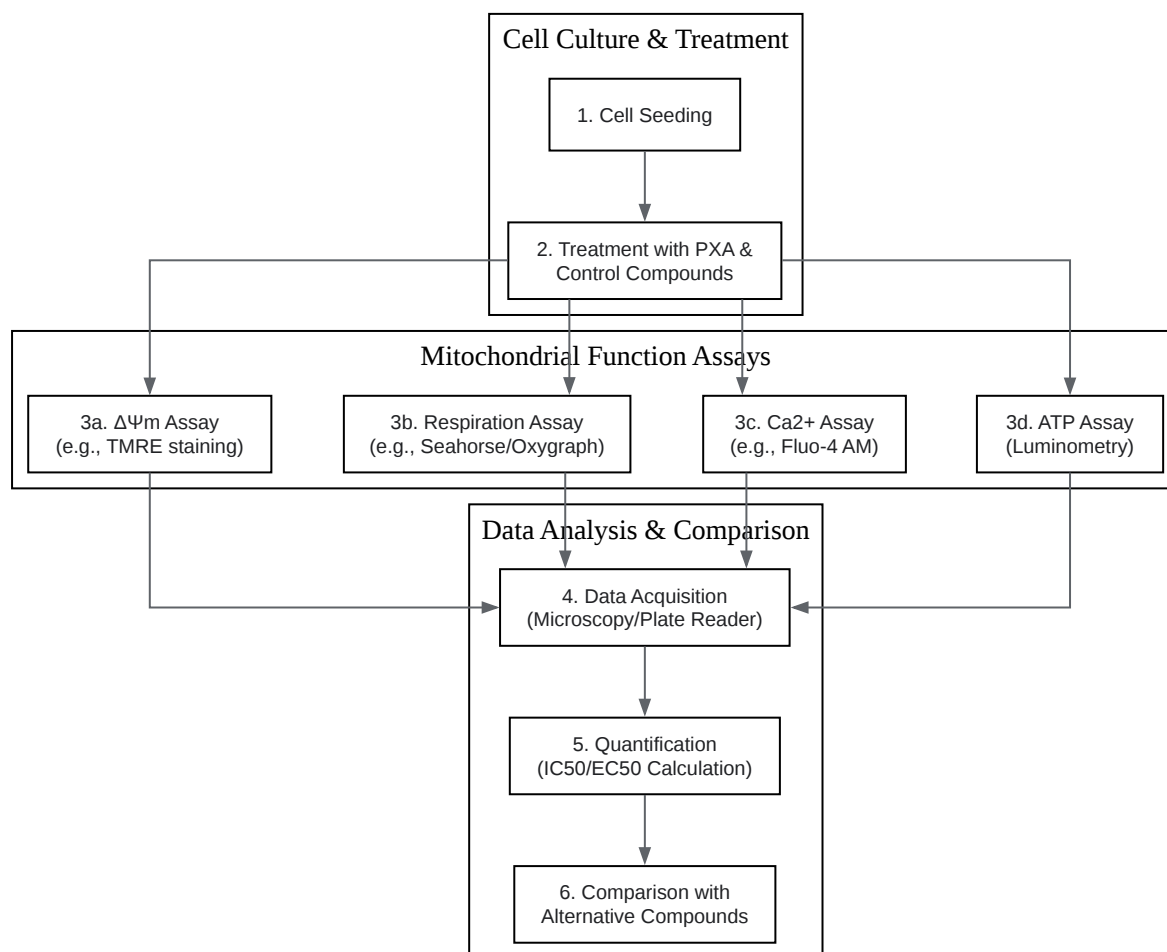 Cell Culture & Treatment
1. Cell Seeding
2. Treatment with PXA &
Control Compounds
Mitochondrial Function Assays
3a. ΔΨm Assay
(e.g., TMRE staining)
3b. Respiration Assay
(e.g., Seahorse/Oxygraph)
3c. Ca2+ Assay
(e.g., Fluo-4 AM)
3d. ATP Assay
(Luminometry)
Data Analysis & Comparison
4. Data Acquisition
(Microscopy/Plate Reader)
5. Quantification
(IC50/EC50 Calculation)
6. Comparison with
Alternative Compounds